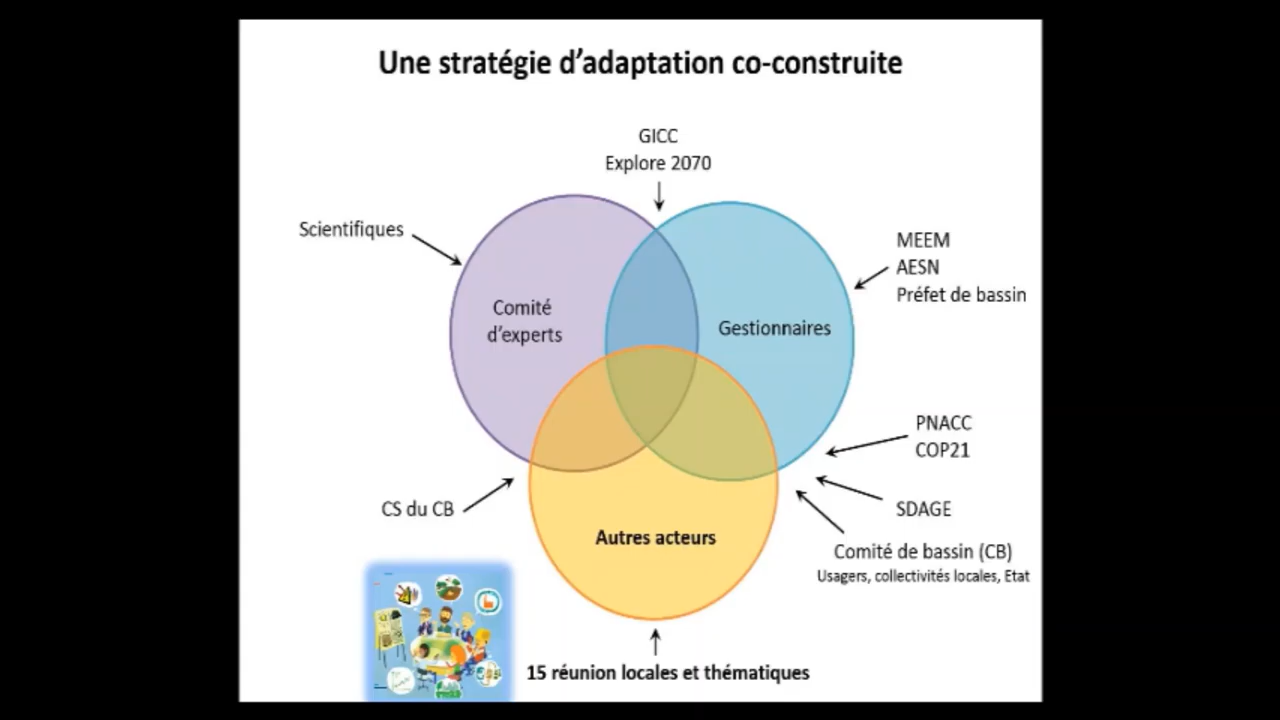 Une stratégie d'adaptation co-construite
GICC
Explore 2070
Scientifiques
MEEM
AESN
Préfet de bassin
Comité
d'experts
Gestionnaires
PNACC
COP21
CS du CB
SDAGE
Autres acteurs
Comité de bassin (CB)
Usagers, collectivités locales, Etat
15 réunion locales et thématiques